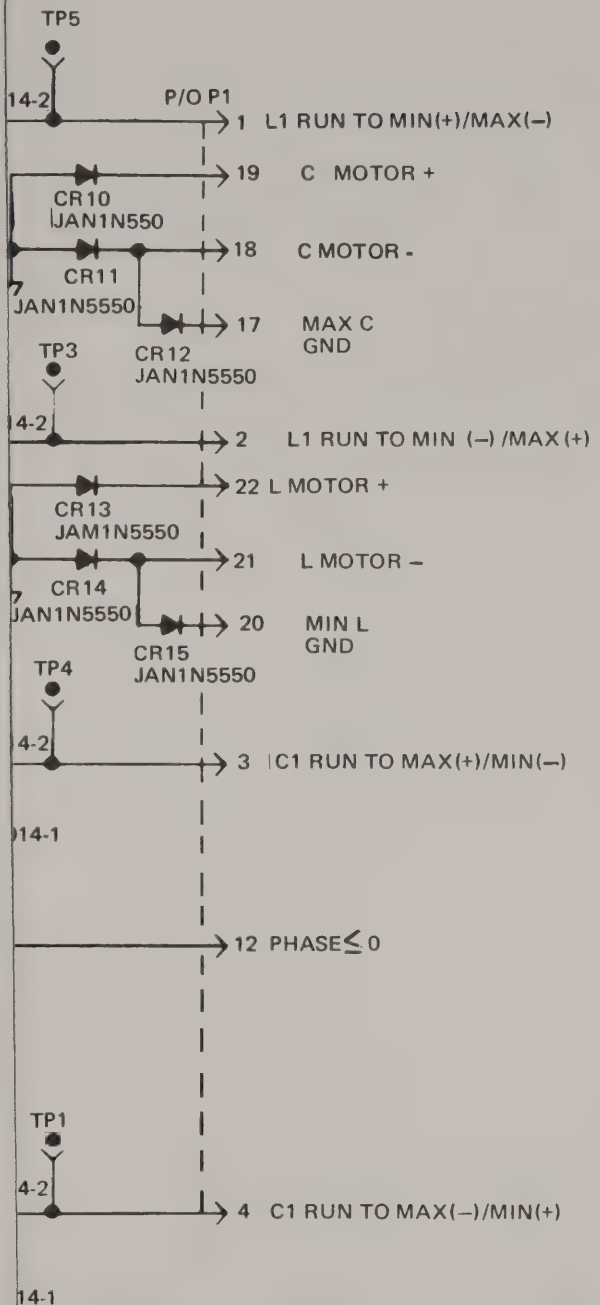 TP5
14-2 P/O P1
1 L1 RUN TO MIN(+)/MAX(−)
19 C MOTOR +
CR10
JAN1N550
18 C MOTOR -
CR11
JAN1N5550
17 MAX C
GND
CR12
JAN1N5550
TP3
4-2
2 L1 RUN TO MIN (−) /MAX(+)
22 L MOTOR +
CR13
JAM1N5550
21 L MOTOR −
CR14
JAN1N5550
20 MIN L
GND
CR15
JAN1N5550
TP4
4-2
3 C1 RUN TO MAX(+)/MIN(−)
14-1
12 PHASE≤ 0
TP1
4-2
4 C1 RUN TO MAX(−)/MIN(+)
14-1